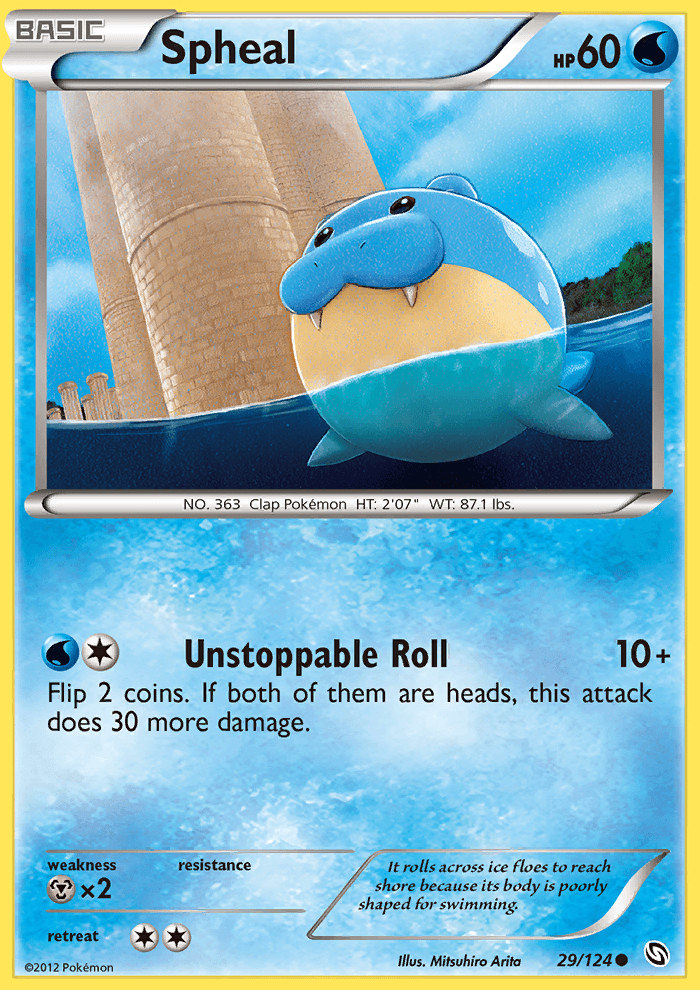 BASIC
Spheal
HP60
NO. 363 Clap Pokémon HT: 2'07" WT: 87.1 lbs.
Unstoppable Roll 10+
Flip 2 coins. If both of them are heads, this attack
does 30 more damage.
weakness resistance
×2
It rolls across ice floes to reach
shore because its body is poorly
shaped for swimming.
retreat
©2012 Pokémon
Illus. Mitsuhiro Arita 29/124